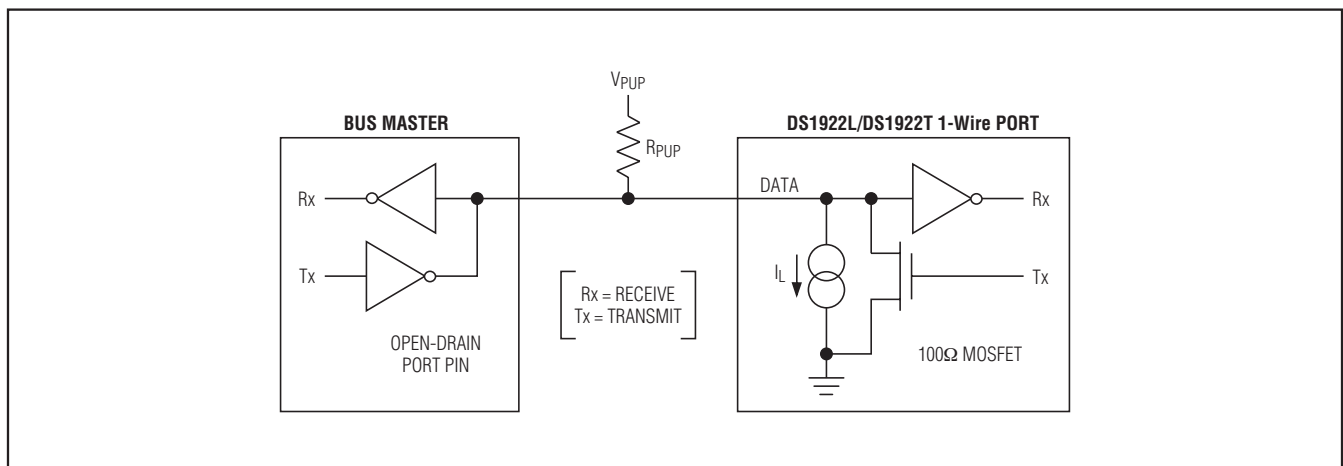 VPUP
BUS MASTER
DS1922L/DS1922T 1-Wire PORT
RPUP
Rx
DATA
Rx
Tx
IL
Tx
Rx = RECEIVE
Tx = TRANSMIT
OPEN-DRAIN
PORT PIN
100Ω MOSFET